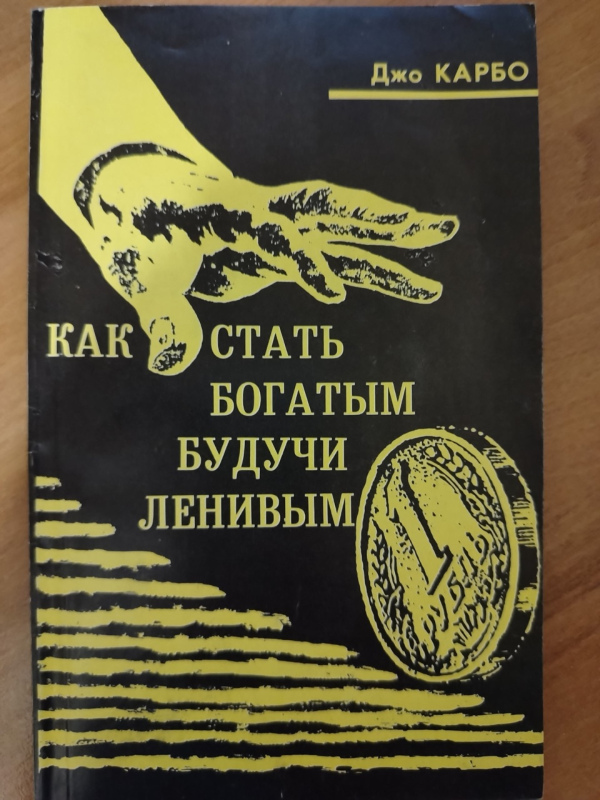 Джо КАРБО
КАК СТАТЬ
БОГАТЫМ
БУДУЧИ
ЛЕНИВЫМ
1
РУБЛЬ